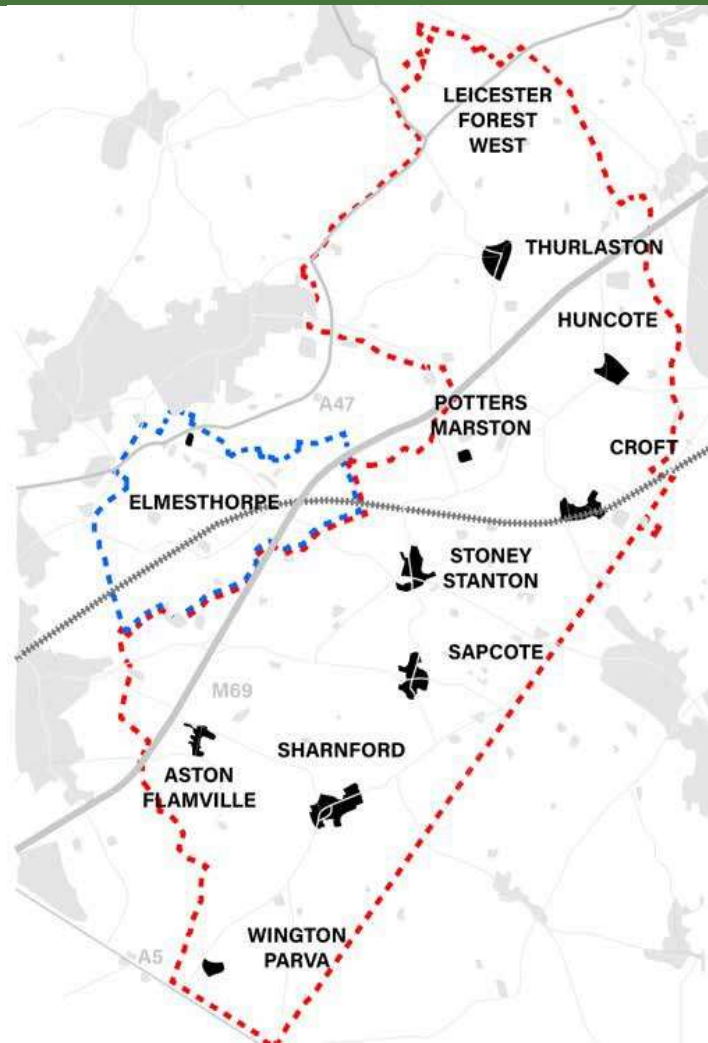 LEICESTER
FOREST
WEST
THURLASTON
HUNCOTE
A47
POTTERS
MARSTON
CROFT
ELMESTHORPE
STONEY
STANTON
SAPCOTE
M69
SHARNFORD
ASTON
FLAMVILLE
WINGTON
PARVA
A5